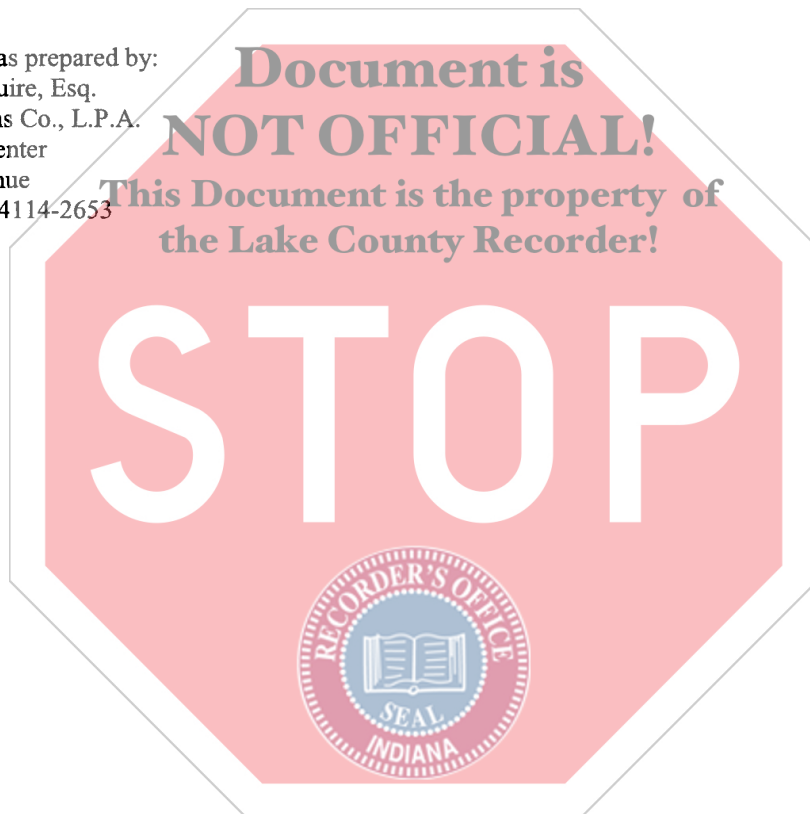 as prepared by:
uire, Esq.
ns Co., L.P.A.
enter
nue
4114-2653
Document is
NOT OFFICIAL!
This Document is the property of
the Lake County Recorder!
STOP
RECORDER'S OFFICE
SEAL
INDIANA